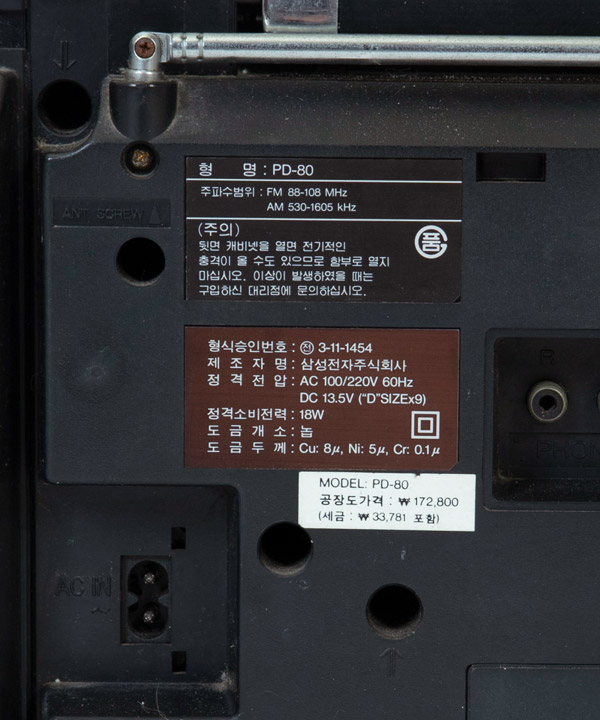 형 명 : PD-80
주파수범위 : FM 88-108 MHz
AM 530-1605 kHz
(주의)
뒷면 캐비넷을 열면 전기적인
충격이 올 수도 있으므로 함부로 열지
마십시오. 이상이 발생하였을 때는
구입하신 대리점에 문의하십시오.
품
ANT SCREW
형식승인번호 : 전 3-11-1454
제 조 자 명 : 삼성전자주식회사
정 격 전 압 : AC 100/220V 60Hz
DC 13.5V ("D"SIZEx9)
정격소비전력 : 18W
도 금 개 소 : 놉
도 금 두 께 : Cu: 8μ, Ni: 5μ, Cr: 0.1μ
R
MODEL: PD-80
공장도가격 : ₩ 172,800
(세금 : ₩ 33,781 포함)
AC IN